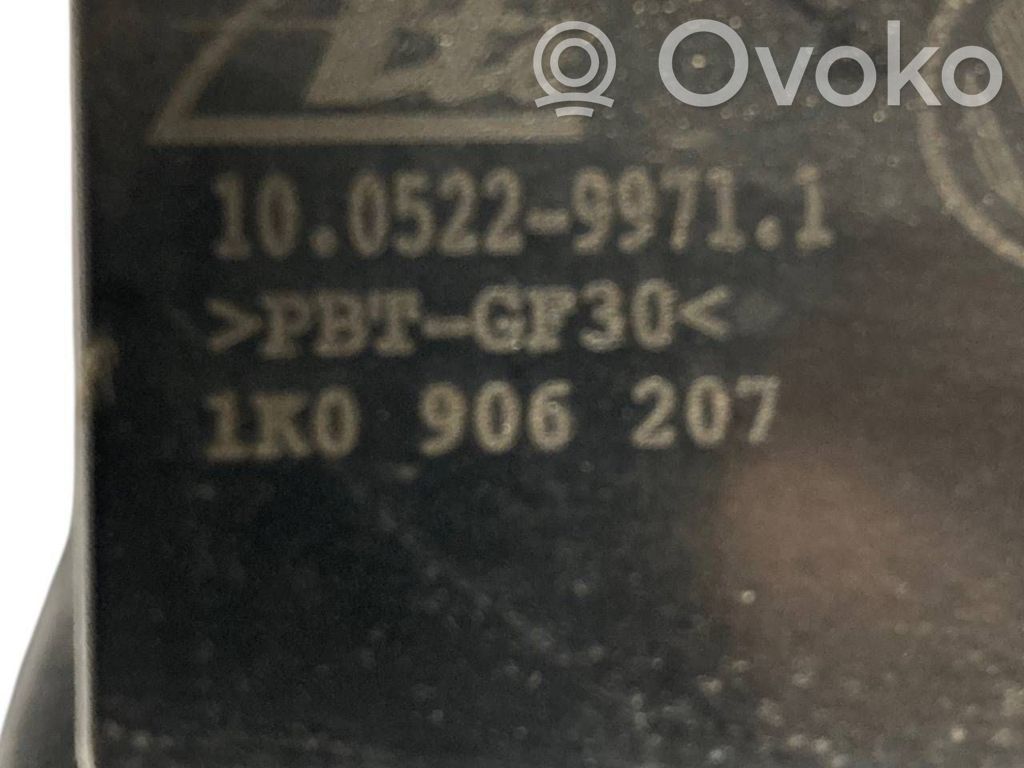 Ovoko
10.0522-9971.1
>PBT-GF30<
1K0 906 207